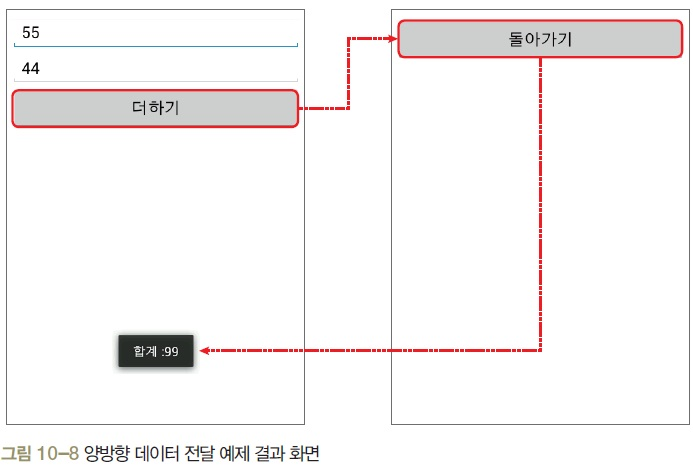 55
44
더하기
돌아가기
합계 :99
그림 10-8 양방향 데이터 전달 예제 결과 화면